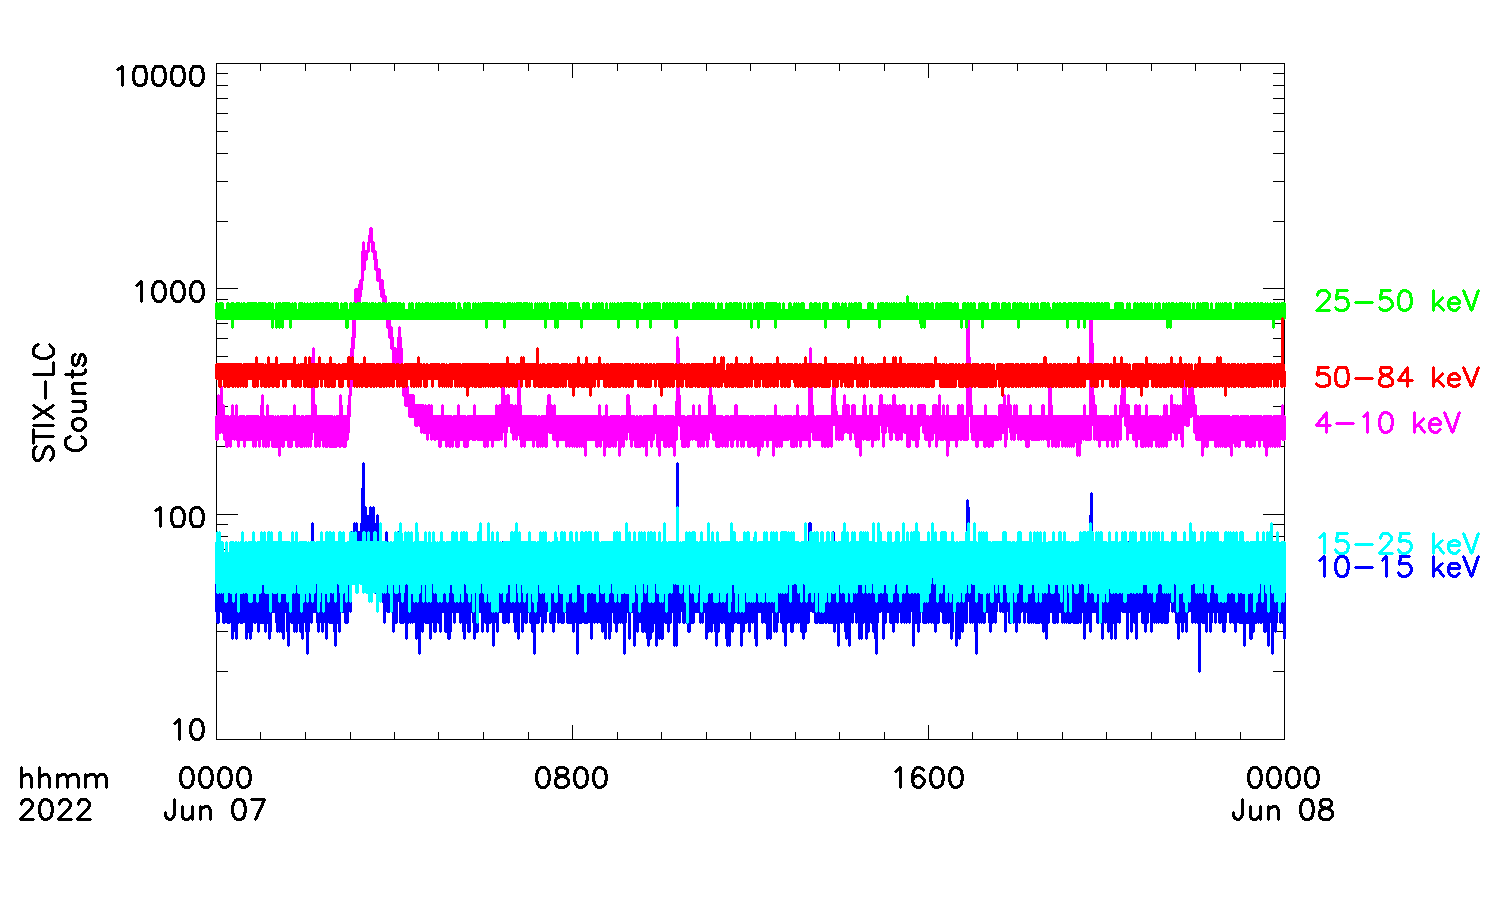 10000
1000
100
10
STIX-LC
Counts
25-50 keV
50-84 keV
4-10 keV
15-25 keV
10-15 keV
hhmm 0000 0800 1600 0000
2022 Jun 07 Jun 08